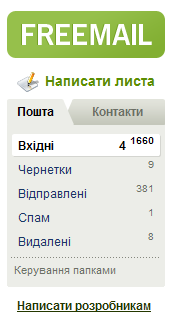 FREEMAIL
Написати листа
Пошта Контакти
Вхідні 4 1660
Чернетки 9
Відправлені 381
Спам 1
Видалені 8
Керування папками
Написати розробникам